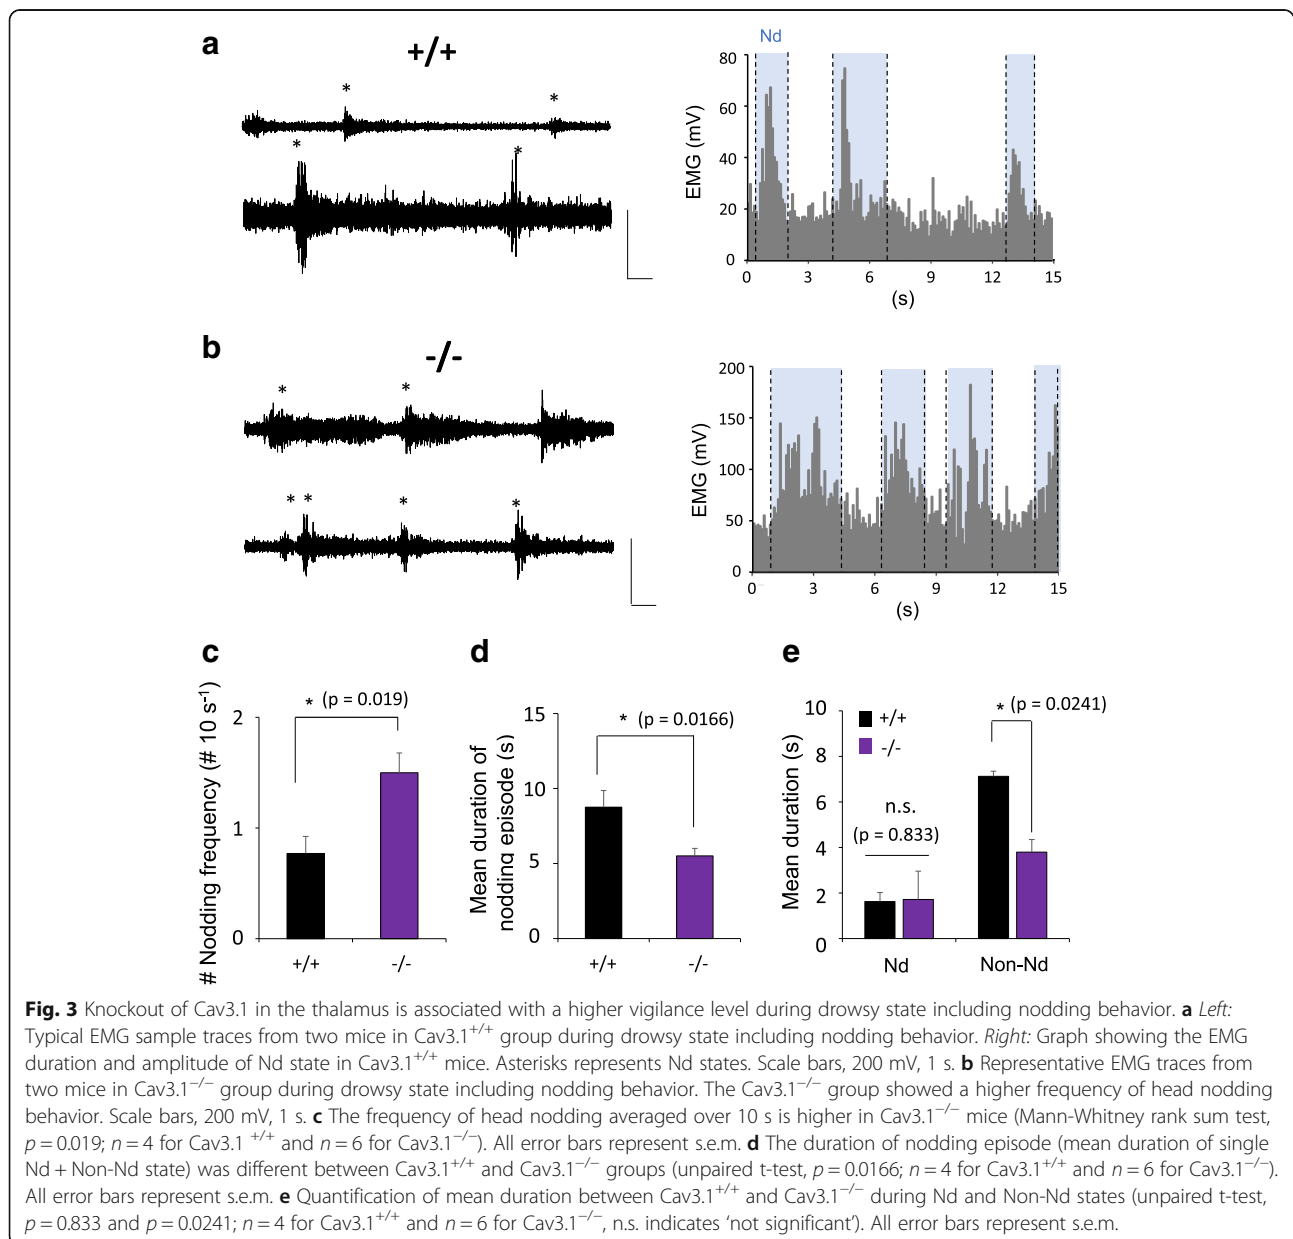 a
+/+
*
*
*
*
Nd
80
60
40
20
0
EMG (mV)
0 3 6 9 12 15
(s)
b
-/-
*
*
* *
*
*
200
150
100
50
0
EMG (mV)
0 3 6 9 12 15
(s)
c
# Nodding frequency (# 10 s-1)
* (p = 0.019)
2
1
0
+/+ -/-
d
Mean duration of
nodding episode (s)
15
10
5
0
* (p = 0.0166)
+/+ -/-
e
Mean duration (s)
10
8
6
4
2
0
+/+
-/-
* (p = 0.0241)
n.s.
(p = 0.833)
Nd Non-Nd
Fig. 3 Knockout of Cav3.1 in the thalamus is associated with a higher vigilance level during drowsy state including nodding behavior. a Left:
Typical EMG sample traces from two mice in Cav3.1+/+ group during drowsy state including nodding behavior. Right: Graph showing the EMG
duration and amplitude of Nd state in Cav3.1+/+ mice. Asterisks represents Nd states. Scale bars, 200 mV, 1 s. b Representative EMG traces from
two mice in Cav3.1−/− group during drowsy state including nodding behavior. The Cav3.1−/− group showed a higher frequency of head nodding
behavior. Scale bars, 200 mV, 1 s. c The frequency of head nodding averaged over 10 s is higher in Cav3.1−/− mice (Mann-Whitney rank sum test,
p = 0.019; n = 4 for Cav3.1 +/+ and n = 6 for Cav3.1−/−). All error bars represent s.e.m. d The duration of nodding episode (mean duration of single
Nd + Non-Nd state) was different between Cav3.1+/+ and Cav3.1−/− groups (unpaired t-test, p = 0.0166; n = 4 for Cav3.1+/+ and n = 6 for Cav3.1−/−).
All error bars represent s.e.m. e Quantification of mean duration between Cav3.1+/+ and Cav3.1−/− during Nd and Non-Nd states (unpaired t-test,
p = 0.833 and p = 0.0241; n = 4 for Cav3.1+/+ and n = 6 for Cav3.1−/−, n.s. indicates ‘not significant’). All error bars represent s.e.m.